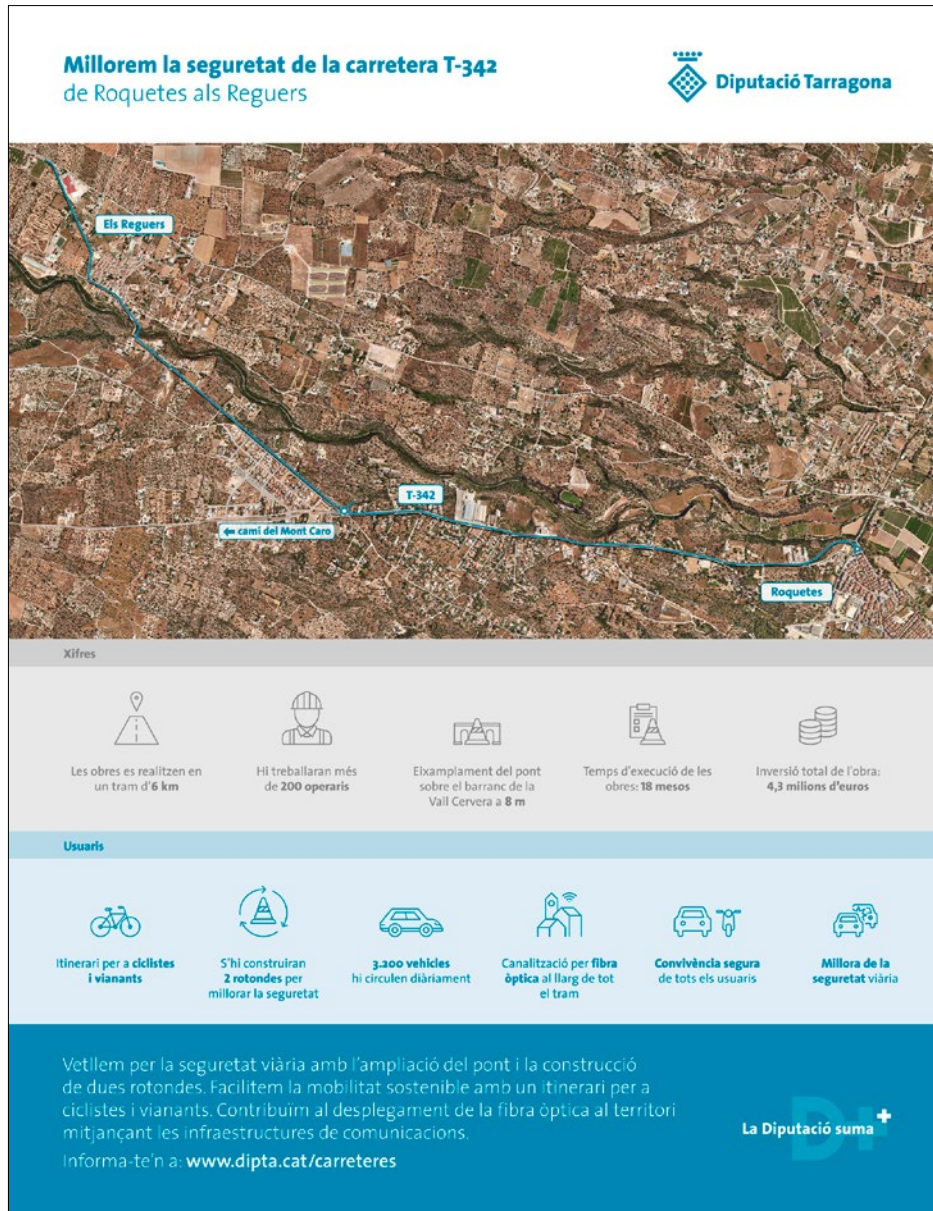 Millorem la seguretat de la carretera T-342
de Roquetes als Reguers
Diputació Tarragona
Els Reguers
T-342
← camí del Mont Caro
Roquetes
Xifres
Les obres es realitzen en
un tram d'6 km
Hi treballaran més
de 200 operaris
Eixamplament del pont
sobre el barranc de la
Vall Cervera a 8 m
Temps d'execució de les
obres: 18 mesos
Inversió total de l'obra:
4,3 milions d'euros
Usuaris
Itinerari per a ciclistes
i vianants
S'hi construiran
2 rotondes per
millorar la seguretat
3.200 vehicles
hi circulen diàriament
Canalització per fibra
òptica al llarg de tot
el tram
Convivència segura
de tots els usuaris
Millora de la
seguretat viària
Vetllem per la seguretat viària amb l'ampliació del pont i la construcció
de dues rotondes. Facilitem la mobilitat sostenible amb un itinerari per a
ciclistes i vianants. Contribuïm al desplegament de la fibra òptica al territori
mitjançant les infraestructures de comunicacions.
Informa-te'n a: www.dipta.cat/carreteres
D+
La Diputació suma+